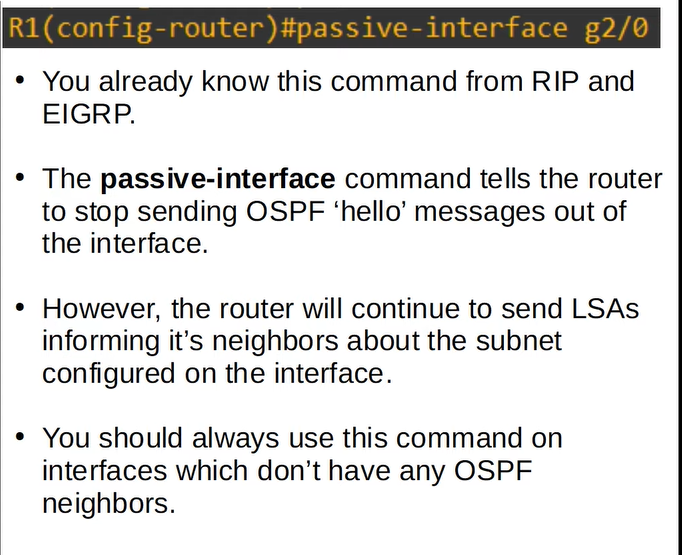 R1(config-router)#passive-interface g2/0
• You already know this command from RIP and
EIGRP.
• The passive-interface command tells the router
to stop sending OSPF ‘hello’ messages out of
the interface.
• However, the router will continue to send LSAs
informing it’s neighbors about the subnet
configured on the interface.
• You should always use this command on
interfaces which don’t have any OSPF
neighbors.